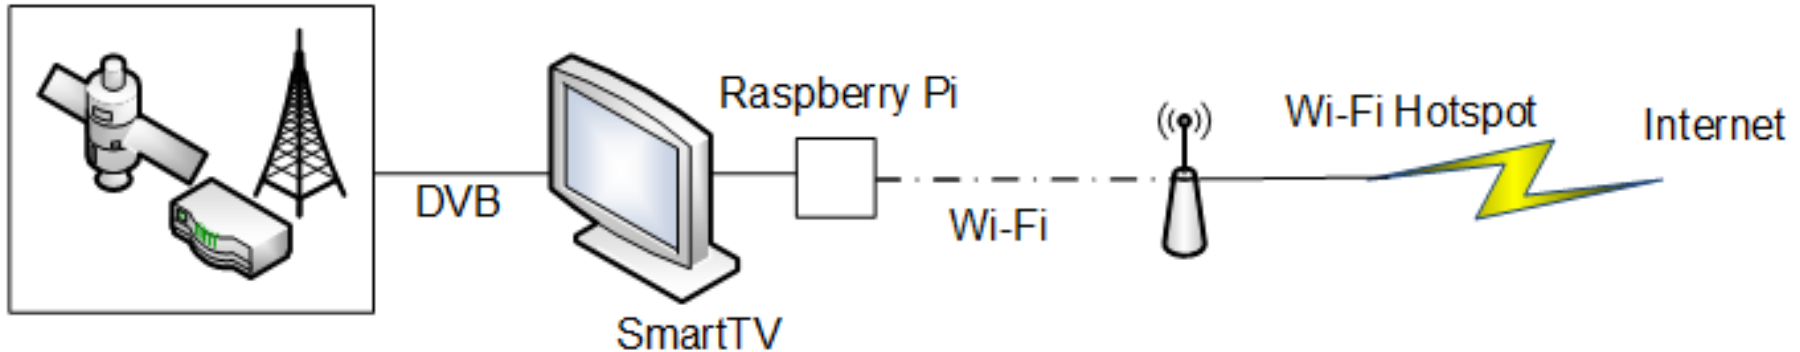 DVB
SmartTV
Raspberry Pi
Wi-Fi
Wi-Fi Hotspot
Internet